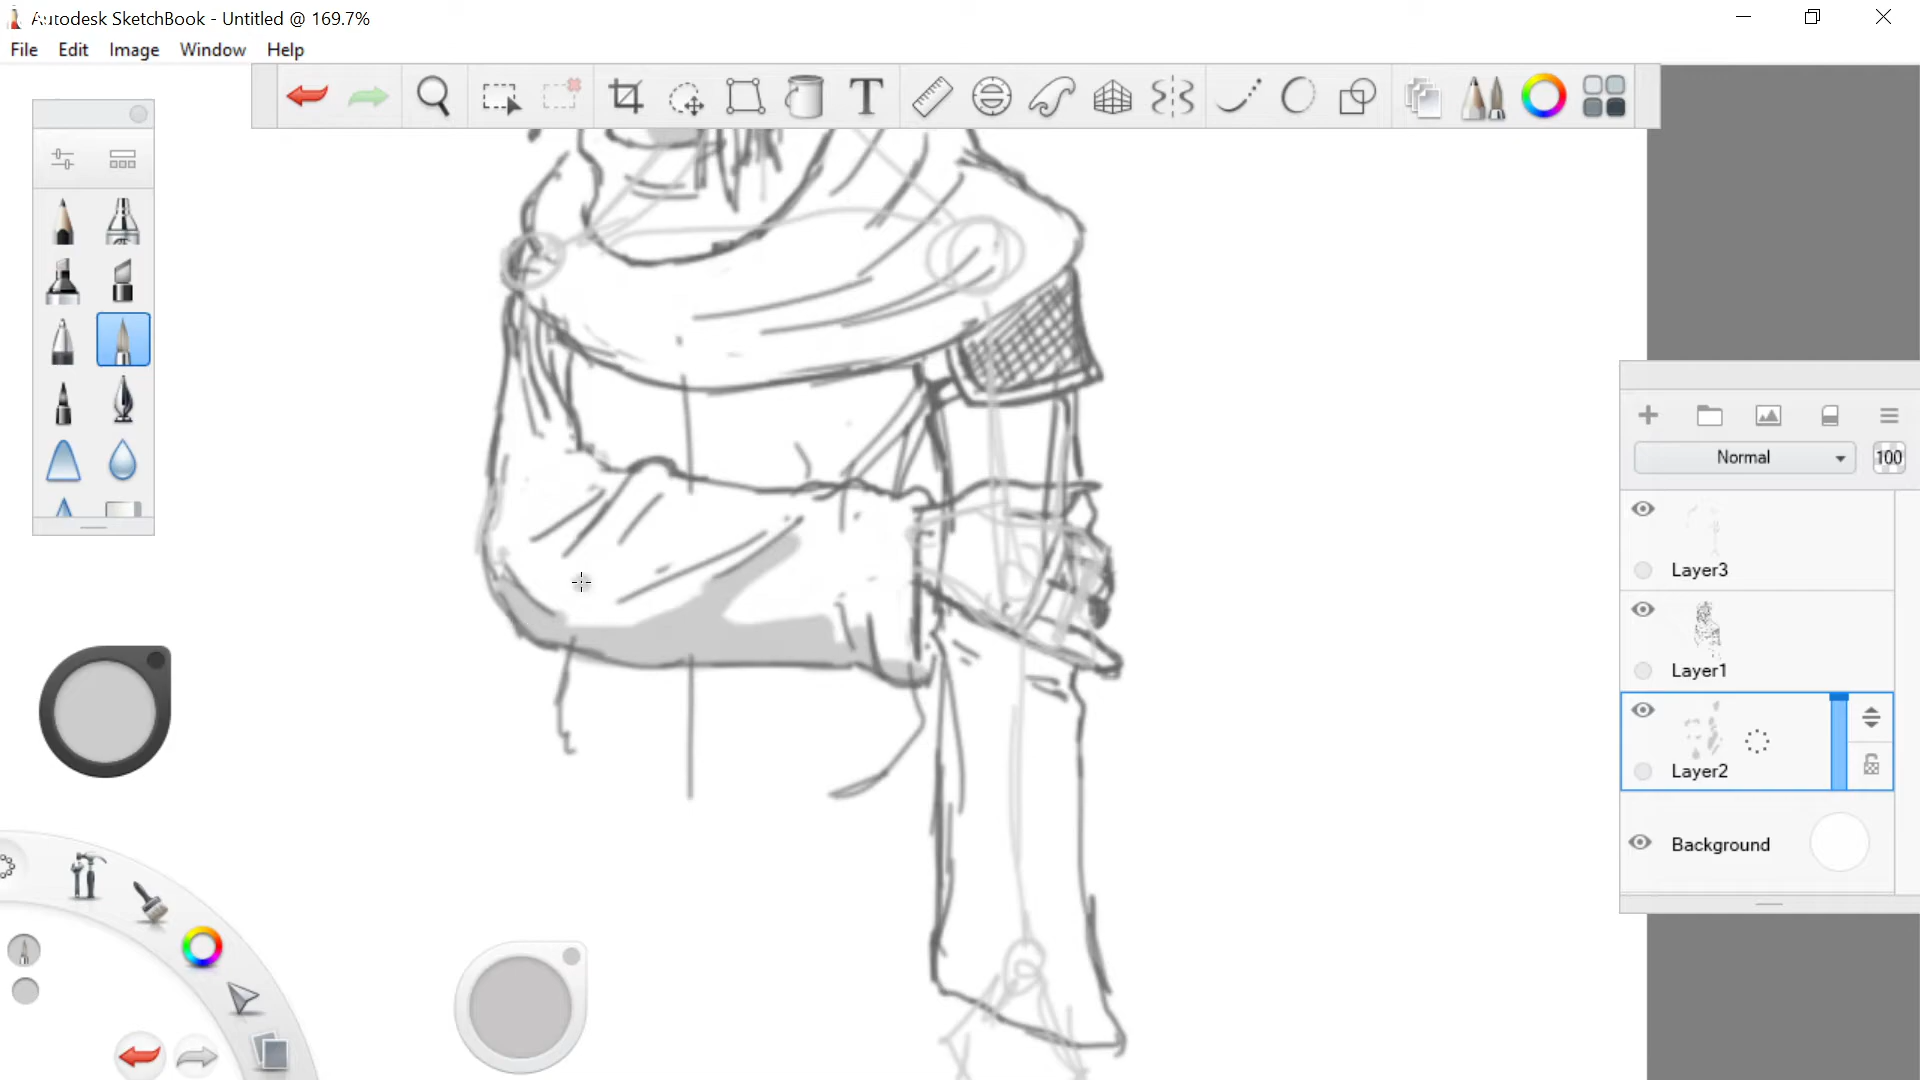 Autodesk SketchBook - Untitled @ 169.7%
File Edit Image Window Help
T
Normal 100
Layer3
Layer1
Layer2
Background